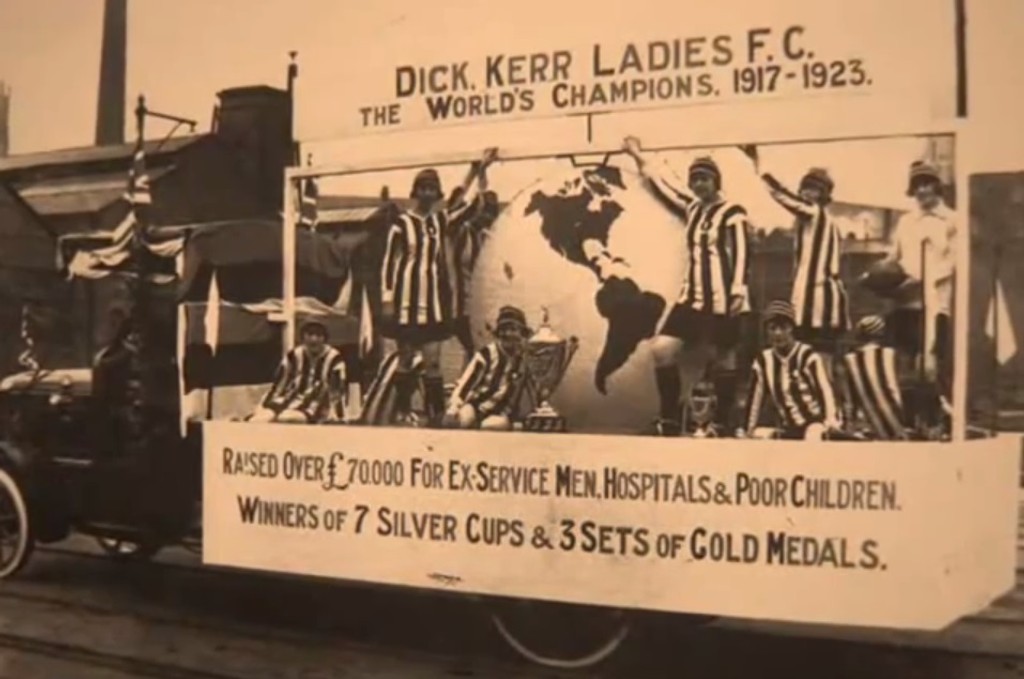 DICK, KERR LADIES F.C.
THE WORLD'S CHAMPIONS. 1917-1923.
RAISED OVER £70.000 FOR EX-SERVICE MEN, HOSPITALS & POOR CHILDREN.
WINNERS OF 7 SILVER CUPS & 3 SETS OF GOLD MEDALS.